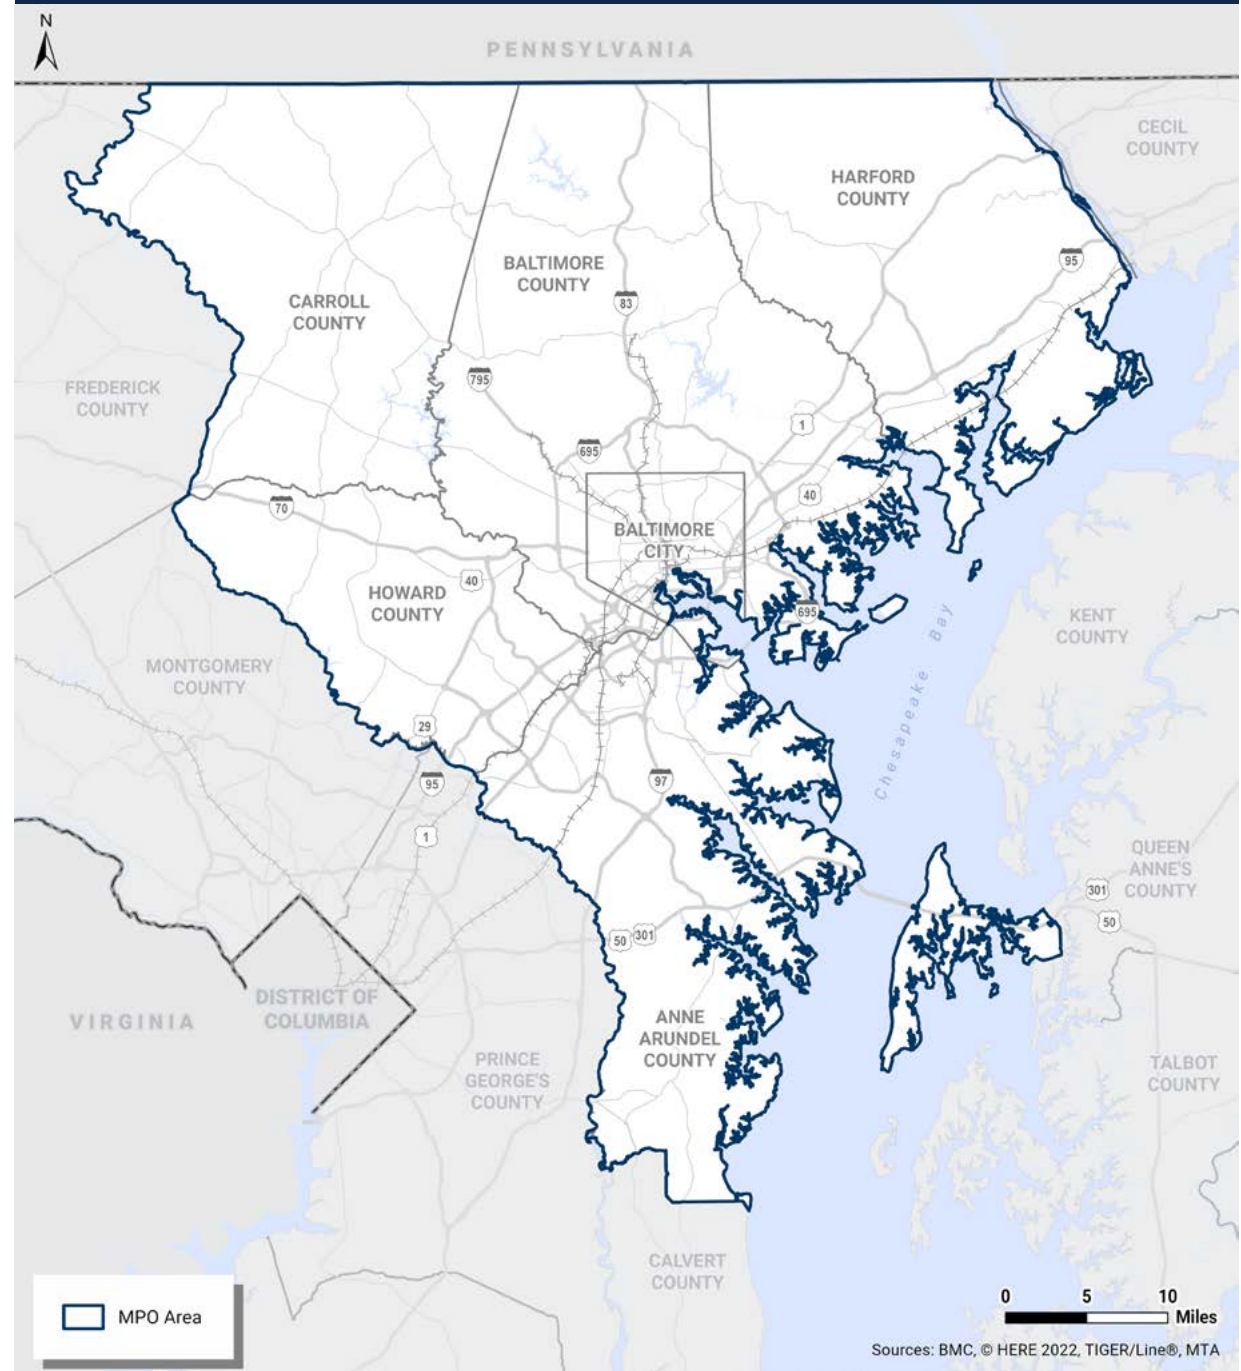 N
PENNSYLVANIA
CECIL
COUNTY
HARFORD
COUNTY
95
BALTIMORE
COUNTY
83
CARROLL
COUNTY
FREDERICK
COUNTY
795
1
695
40
70
BALTIMORE
CITY
40
HOWARD
COUNTY
695
KENT
COUNTY
MONTGOMERY
COUNTY
Chesapeake Bay
29
95
97
1
QUEEN
ANNE'S
COUNTY
301
50
50
301
DISTRICT OF
COLUMBIA
VIRGINIA
ANNE
ARUNDEL
COUNTY
PRINCE
GEORGE'S
COUNTY
TALBOT
COUNTY
CALVERT
COUNTY
MPO Area
0 5 10
Miles
Sources: BMC, © HERE 2022, TIGER/Line®, MTA